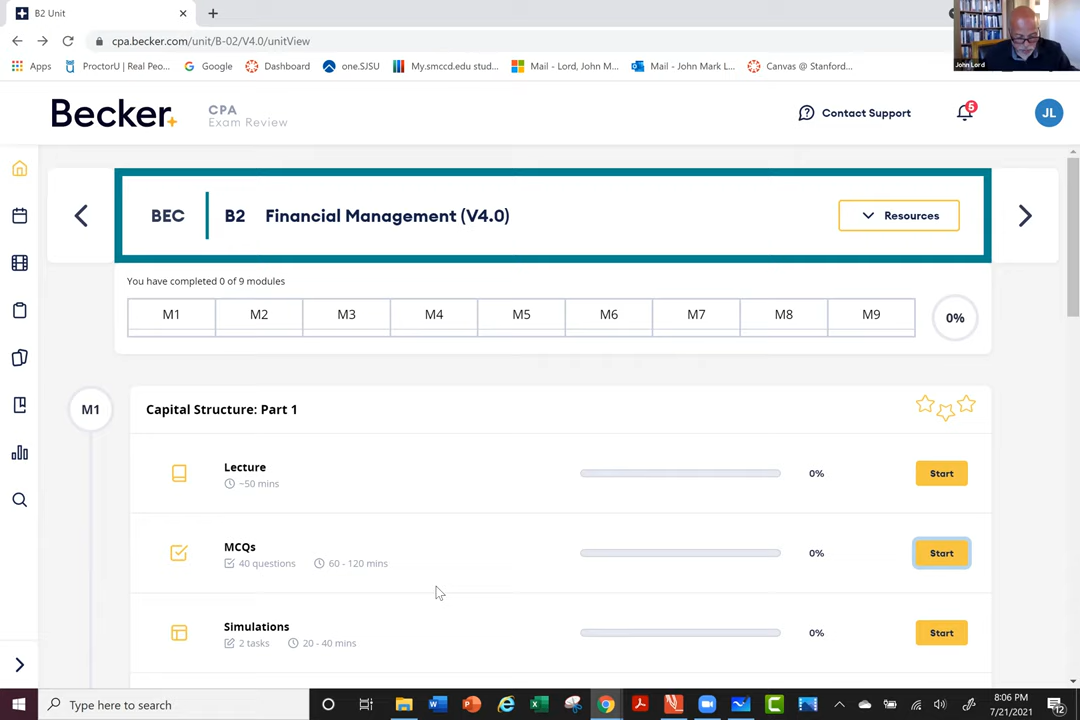 B2 Unit
cpa.becker.com/unit/B-02/V4.0/unitView
Apps
ProctorU | Real Peo...
Google
Dashboard
one.SJSU
My.smccd.edu stud...
Mail - Lord, John M...
Mail - John Mark L...
Canvas @ Stanford...
John Lord
Becker+
CPA
Exam Review
Contact Support
5
JL
BEC
B2 Financial Management (V4.0)
Resources
You have completed 0 of 9 modules
M1 M2 M3 M4 M5 M6 M7 M8 M9
0%
M1
Capital Structure: Part 1
Lecture
~50 mins
0%
Start
MCQs
40 questions 60 - 120 mins
0%
Start
Simulations
2 tasks 20 - 40 mins
0%
Start
Type here to search
8:06 PM
7/21/2021
12